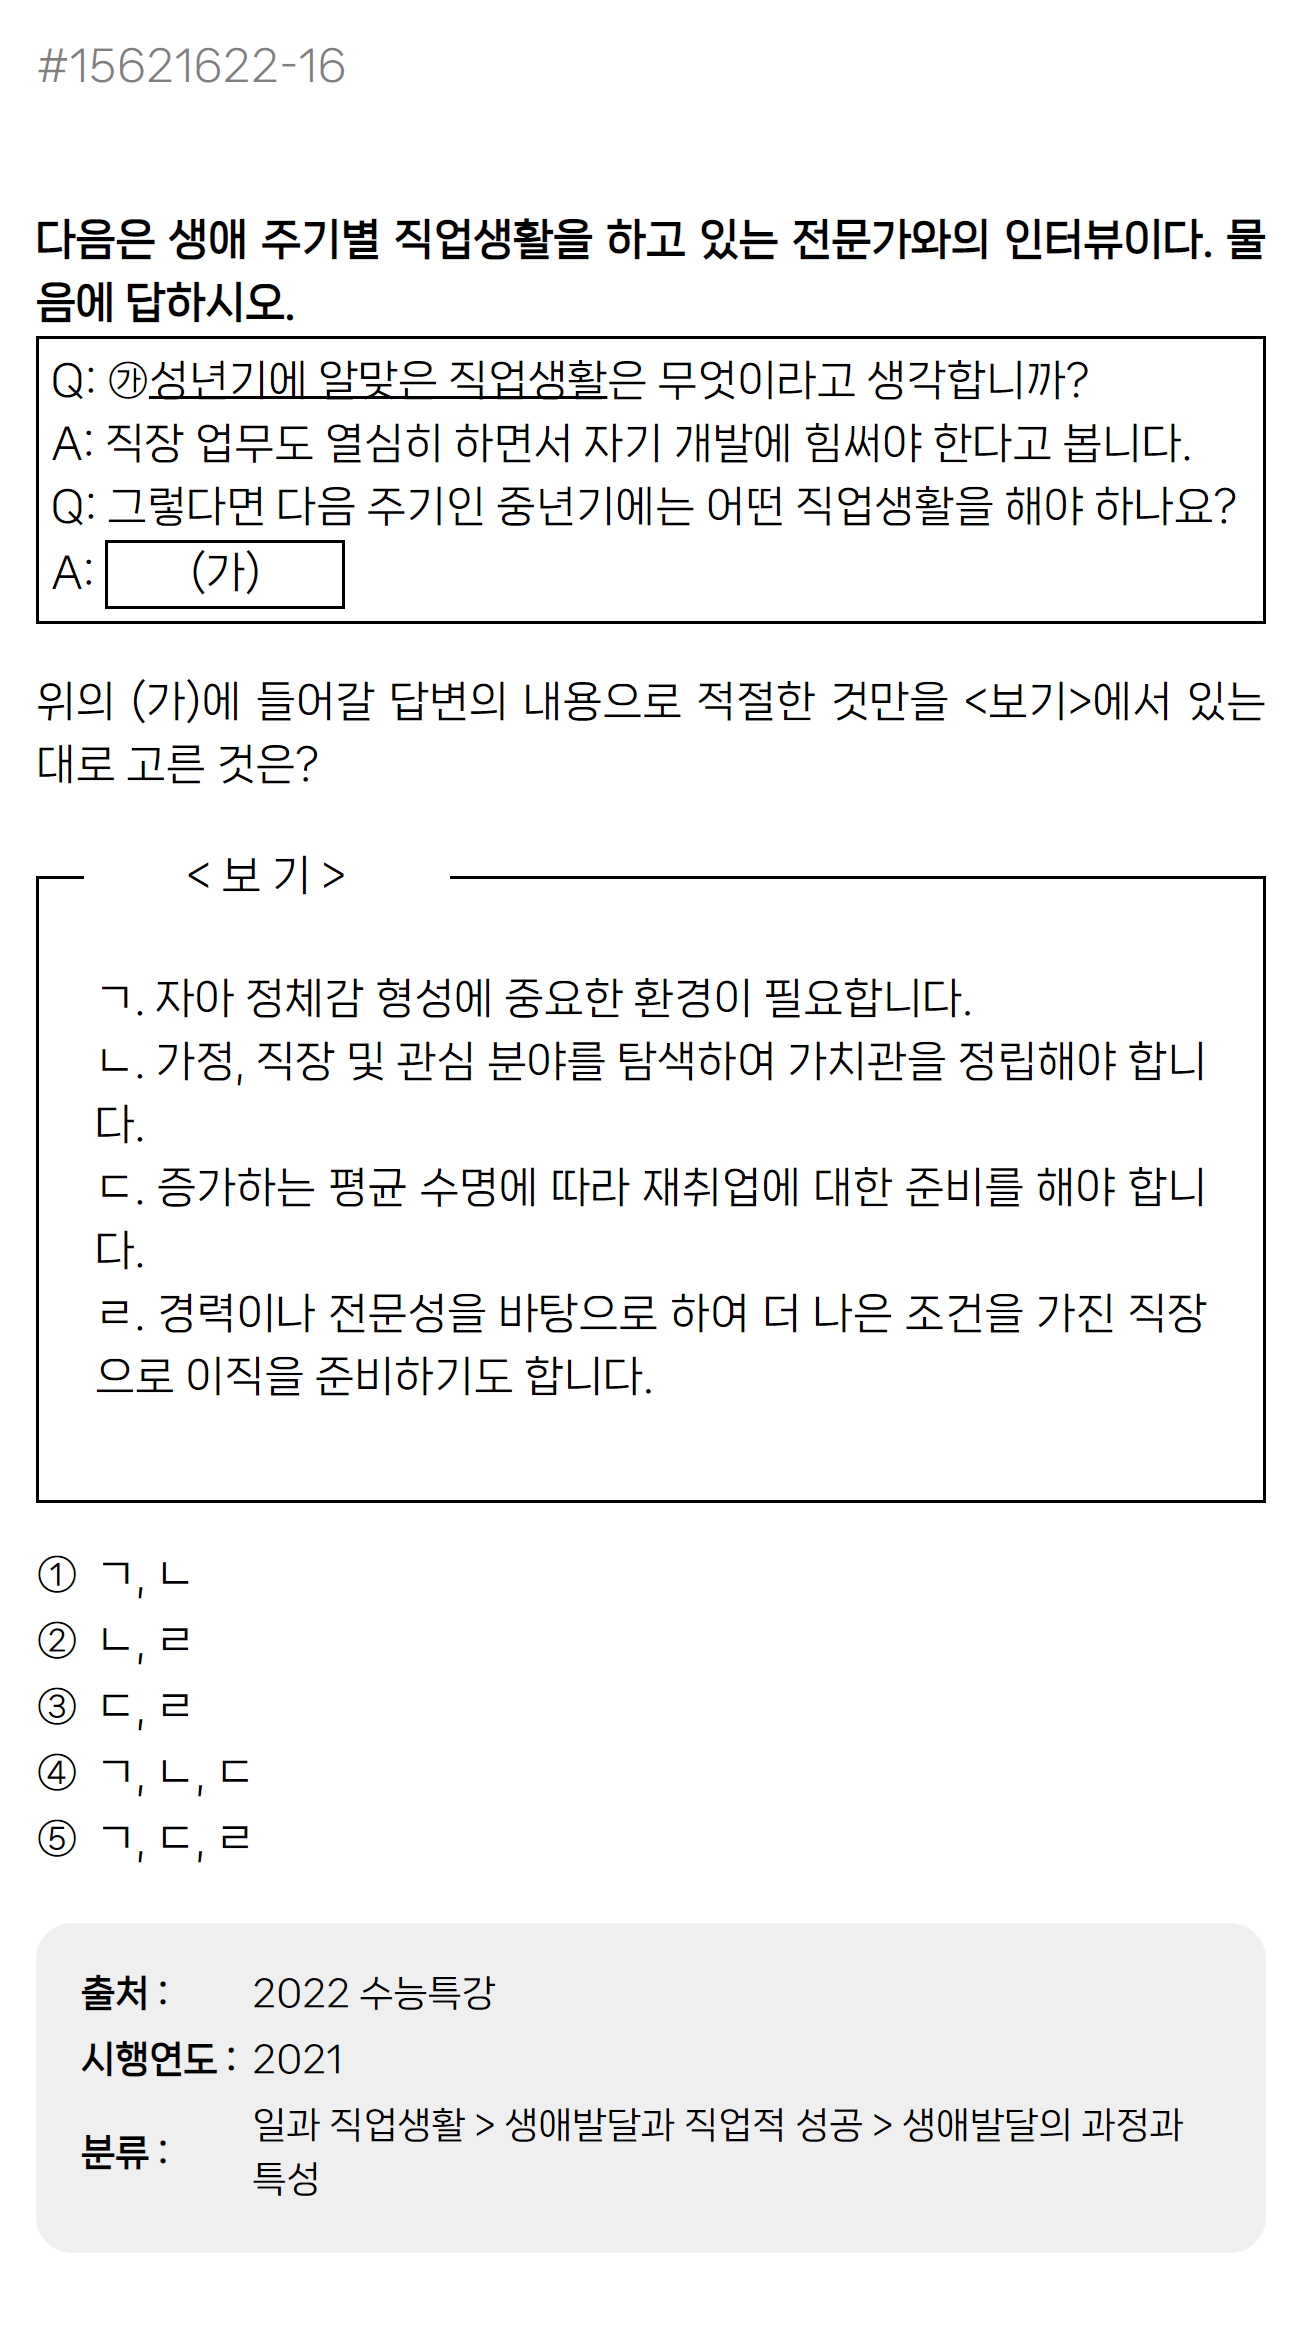 #15621622-16
다음은 생애 주기별 직업생활을 하고 있는 전문가와의 인터뷰이다. 물
음에 답하시오.
Q: ㉮성년기에 알맞은 직업생활은 무엇이라고 생각합니까?
A: 직장 업무도 열심히 하면서 자기 개발에 힘써야 한다고 봅니다.
Q: 그렇다면 다음 주기인 중년기에는 어떤 직업생활을 해야 하나요?
A: (가)
위의 (가)에 들어갈 답변의 내용으로 적절한 것만을 <보기>에서 있는
대로 고른 것은?
< 보 기 >
ㄱ. 자아 정체감 형성에 중요한 환경이 필요합니다.
ㄴ. 가정, 직장 및 관심 분야를 탐색하여 가치관을 정립해야 합니
다.
ㄷ. 증가하는 평균 수명에 따라 재취업에 대한 준비를 해야 합니
다.
ㄹ. 경력이나 전문성을 바탕으로 하여 더 나은 조건을 가진 직장
으로 이직을 준비하기도 합니다.
① ㄱ, ㄴ
② ㄴ, ㄹ
③ ㄷ, ㄹ
④ ㄱ, ㄴ, ㄷ
⑤ ㄱ, ㄷ, ㄹ
출처 : 2022 수능특강
시행연도 : 2021
분류 : 일과 직업생활 > 생애발달과 직업적 성공 > 생애발달의 과정과
특성